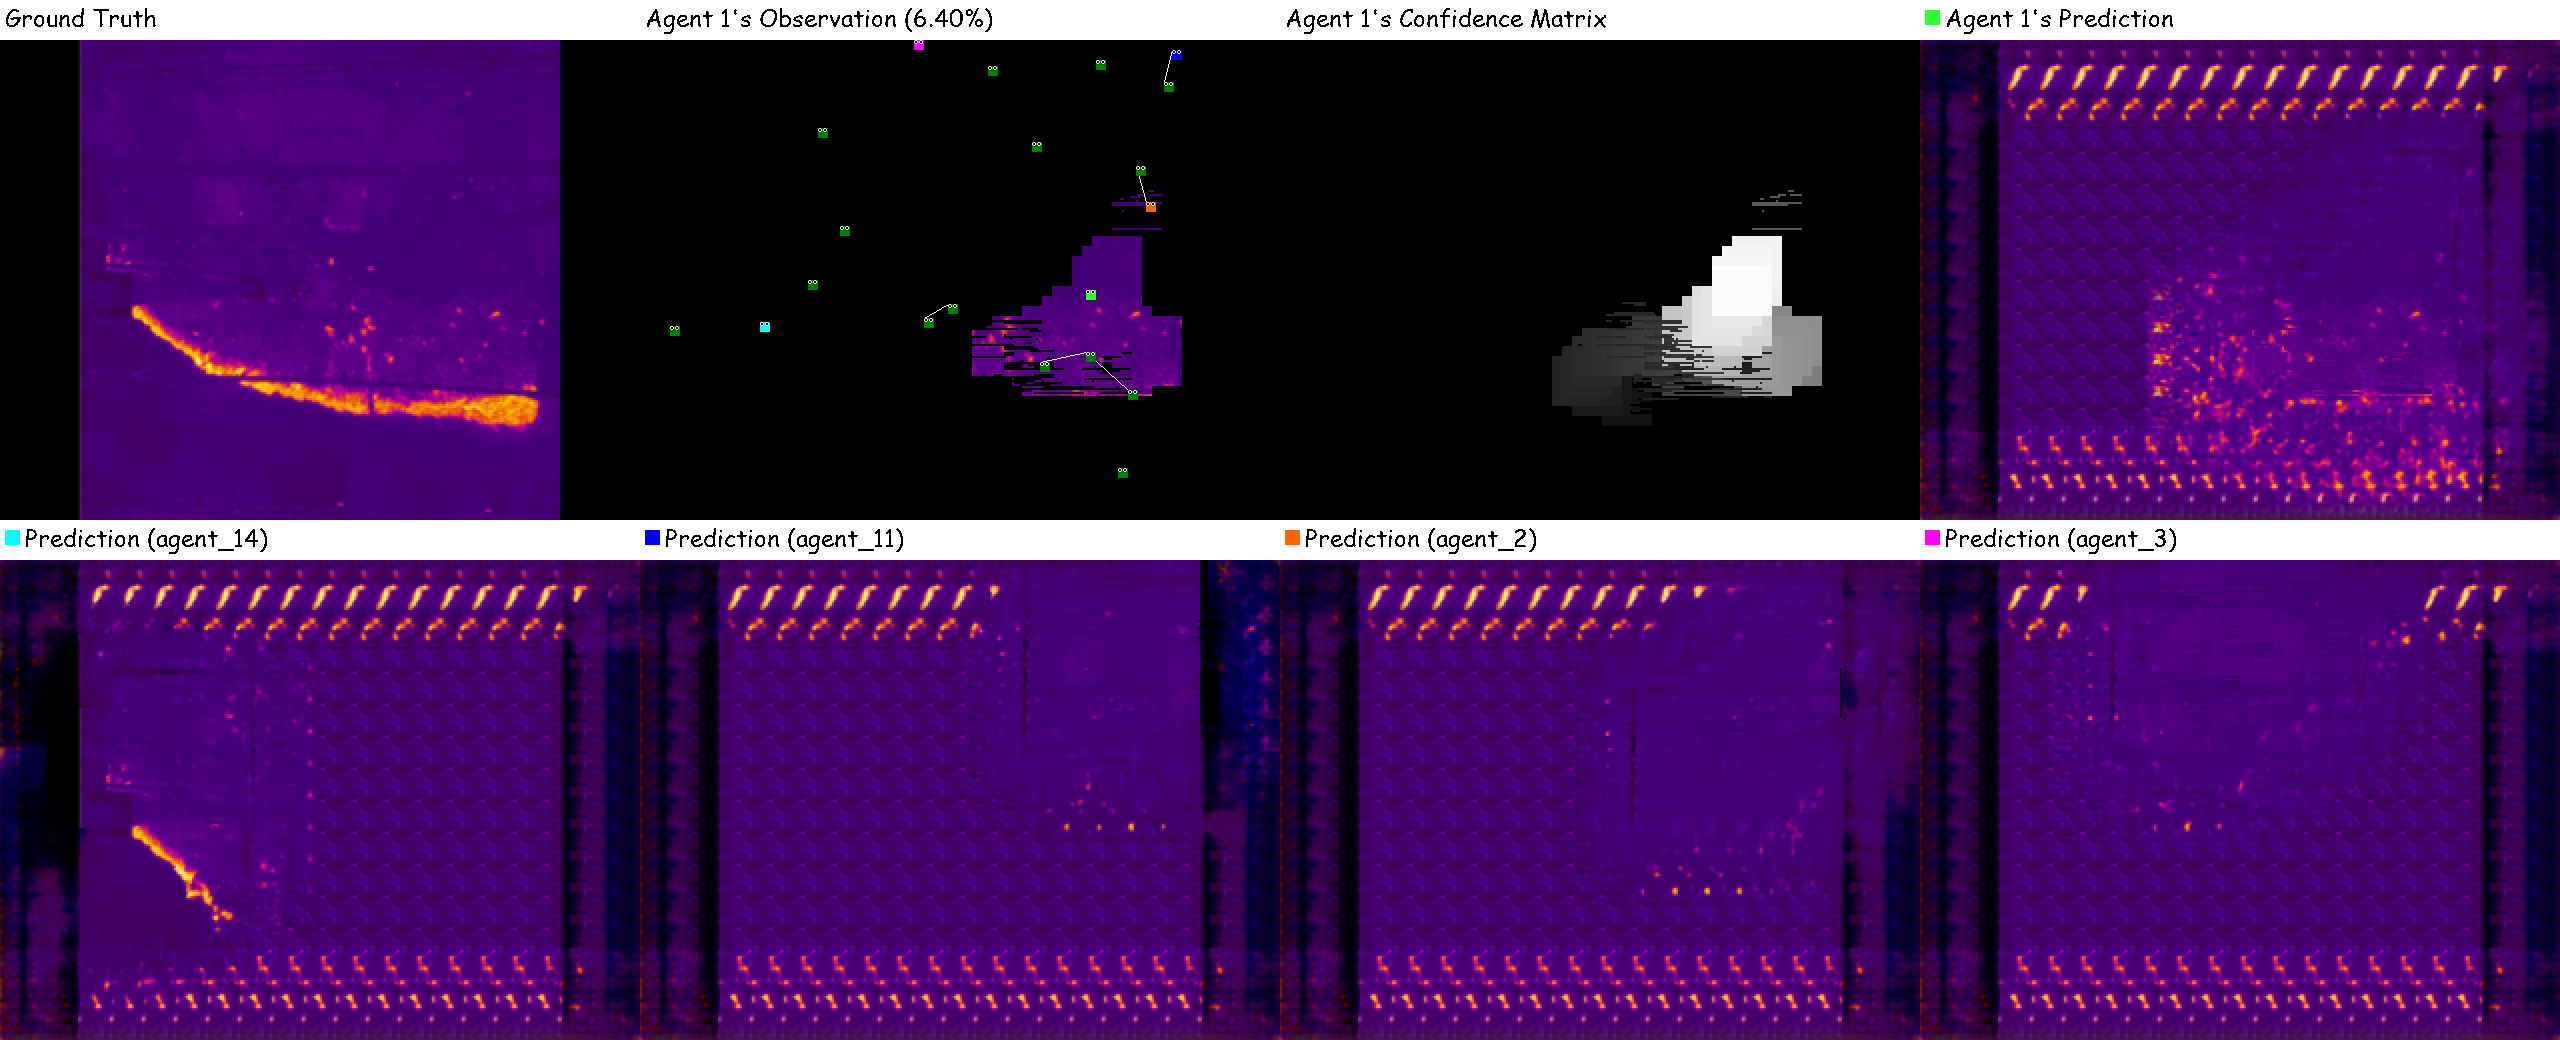 Ground Truth
Agent 1's Observation (6.40%)
Agent 1's Confidence Matrix
Agent 1's Prediction
Prediction (agent_14)
Prediction (agent_11)
Prediction (agent_2)
Prediction (agent_3)